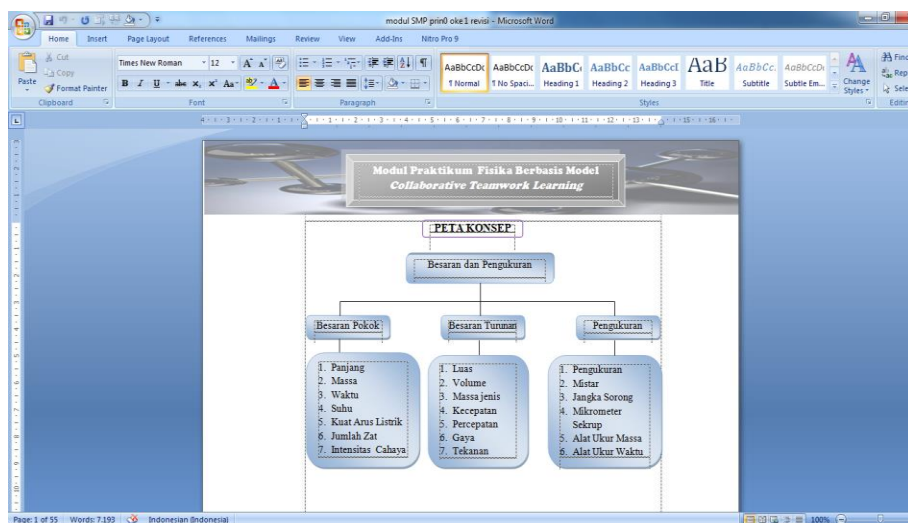 modul SMP prin0 oke1 revisi - Microsoft Word
Home Insert Page Layout References Mailings Review View Add-Ins Nitro Pro 9
Cut
Copy
Format Painter
Paste
Clipboard
Times New Roman 12
Font
Paragraph
AaBbCcDc AaBbCcDc AaBbC AaBbCc AaBbCcI AaB AaBbCc. AaBbCcDc
¶ Normal ¶ No Spaci... Heading 1 Heading 2 Heading 3 Title Subtitle Subtle Em...
Change
Styles
Styles
Find
Rep
Sele
Editin
Modul Praktikum Fisika Berbasis Model
Collaborative Teamwork Learning
PETA KONSEP
Besaran dan Pengukuran
Besaran Pokok
Besaran Turunan
Pengukuran
1. Panjang
2. Massa
3. Waktu
4. Suhu
5. Kuat Arus Listrik
6. Jumlah Zat
7. Intensitas Cahaya
1. Luas
2. Volume
3. Massa jenis
4. Kecepatan
5. Percepatan
6. Gaya
7. Tekanan
1. Pengukuran
2. Mistar
3. Jangka Sorong
4. Mikrometer
Sekrup
5. Alat Ukur Massa
6. Alat Ukur Waktu
Page: 1 of 55 Words: 7.193 Indonesian (Indonesia) 100%